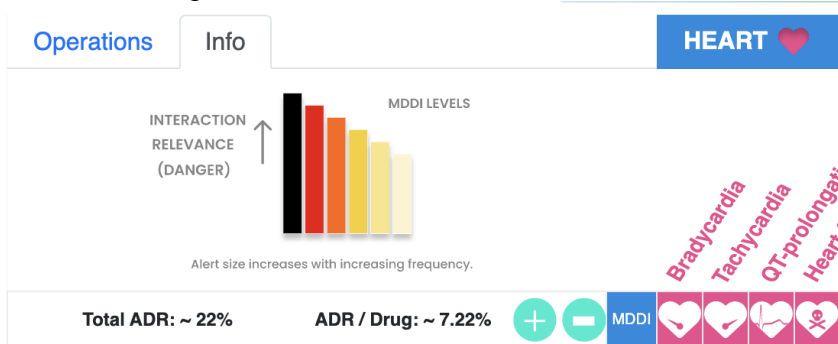 Operations
Info
HEART
INTERACTION
RELEVANCE
(DANGER)
MDDI LEVELS
Alert size increases with increasing frequency.
Bradycardia
Tachycardia
Total ADR: ~ 22%
ADR / Drug: ~ 7.22%
MDDI